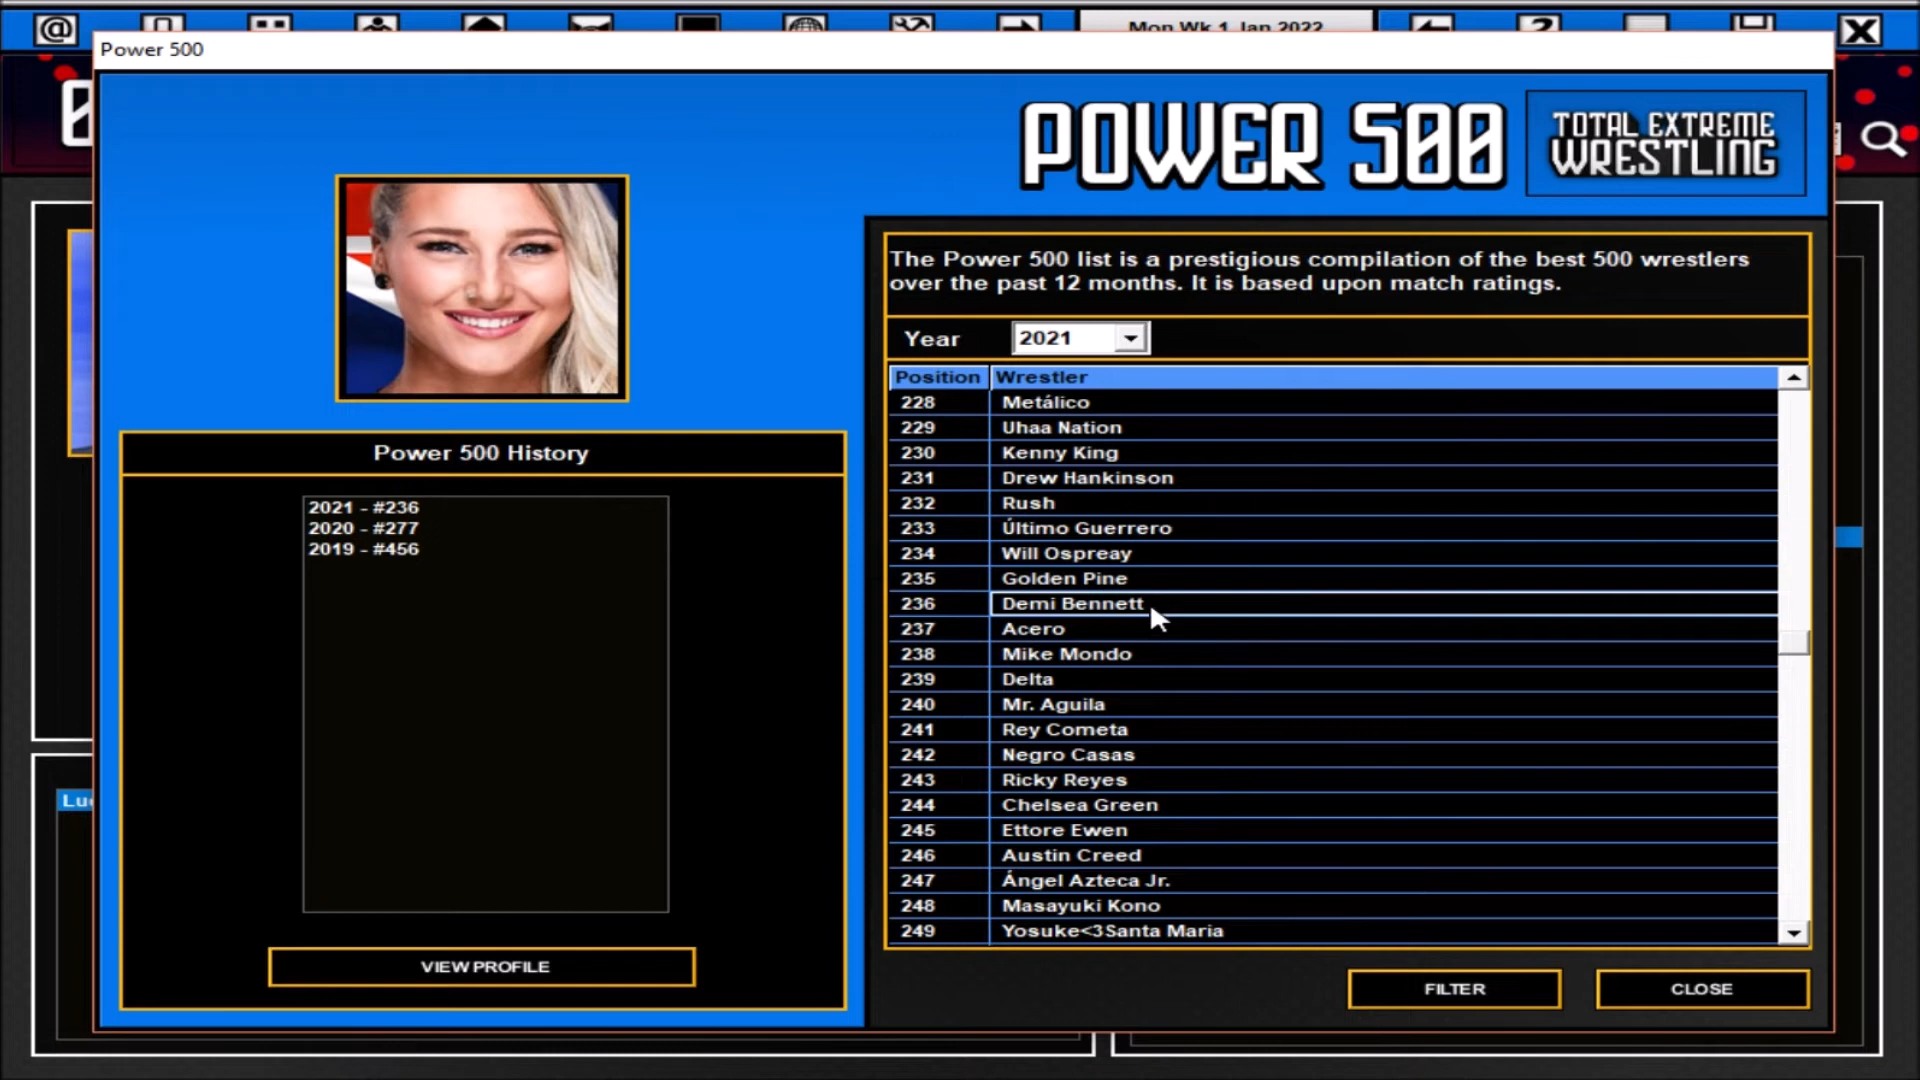 Mon Wk 1 Jan 2022
Power 500
POWER 500
TOTAL EXTREME
WRESTLING
The Power 500 list is a prestigious compilation of the best 500 wrestlers
over the past 12 months. It is based upon match ratings.
Year 2021
Power 500 History
2021 - #236
2020 - #277
2019 - #456
VIEW PROFILE
Position Wrestler
228 Metálico
229 Uhaa Nation
230 Kenny King
231 Drew Hankinson
232 Rush
233 Último Guerrero
234 Will Ospreay
235 Golden Pine
236 Demi Bennett
237 Acero
238 Mike Mondo
239 Delta
240 Mr. Aguila
241 Rey Cometa
242 Negro Casas
243 Ricky Reyes
244 Chelsea Green
245 Ettore Ewen
246 Austin Creed
247 Ángel Azteca Jr.
248 Masayuki Kono
249 Yosuke<3Santa Maria
FILTER
CLOSE